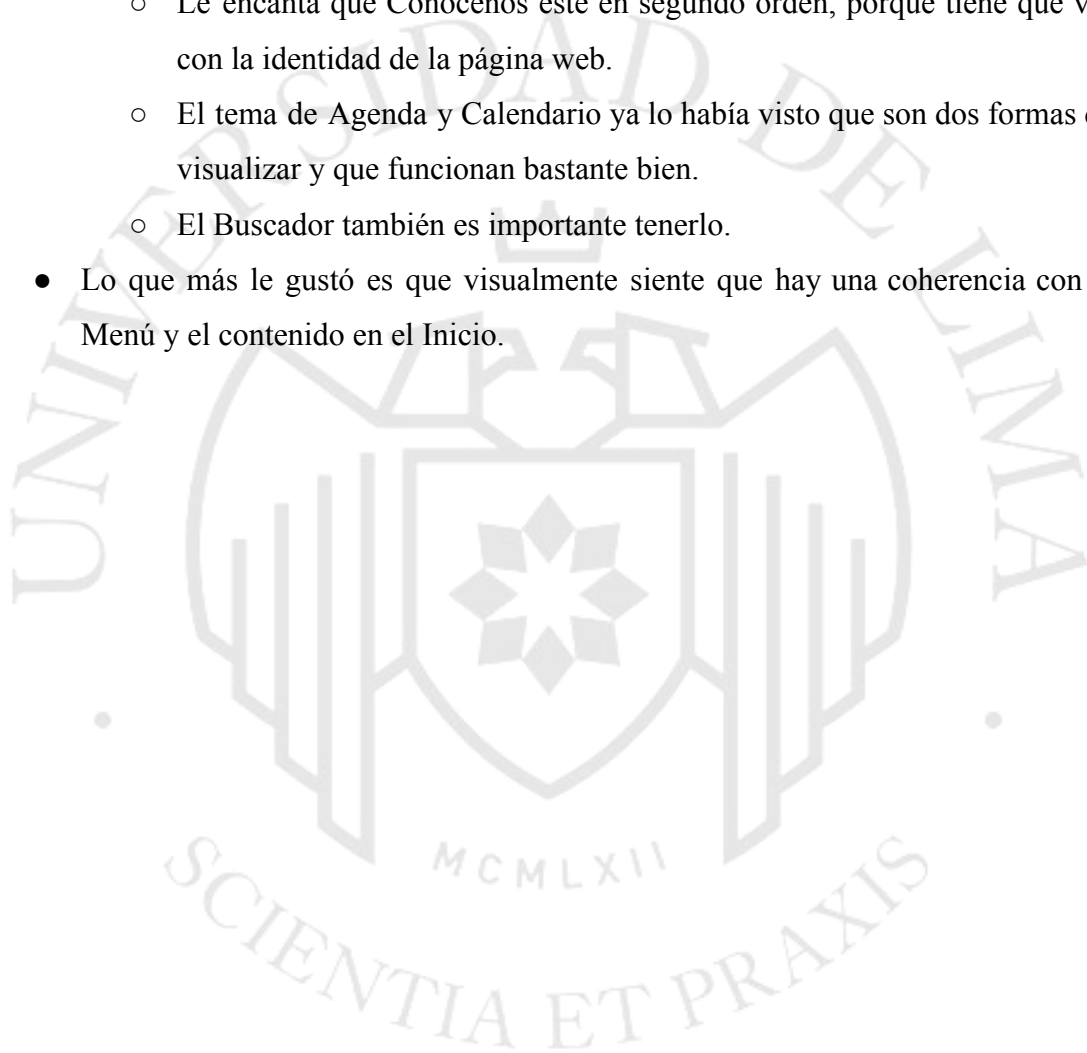 ○ Le encanta que Conócenos esté en segundo orden, porque tiene que
con la identidad de la página web.
○ El tema de Agenda y Calendario ya lo había visto que son dos formas
visualizar y que funcionan bastante bien.
○ El Buscador también es importante tenerlo.
● Lo que más le gustó es que visualmente siente que hay una coherencia con
Menú y el contenido en el Inicio.
UNIVERSIDAD DE LIMA
MCMLXII
SCIENTIA ET PRAXIS